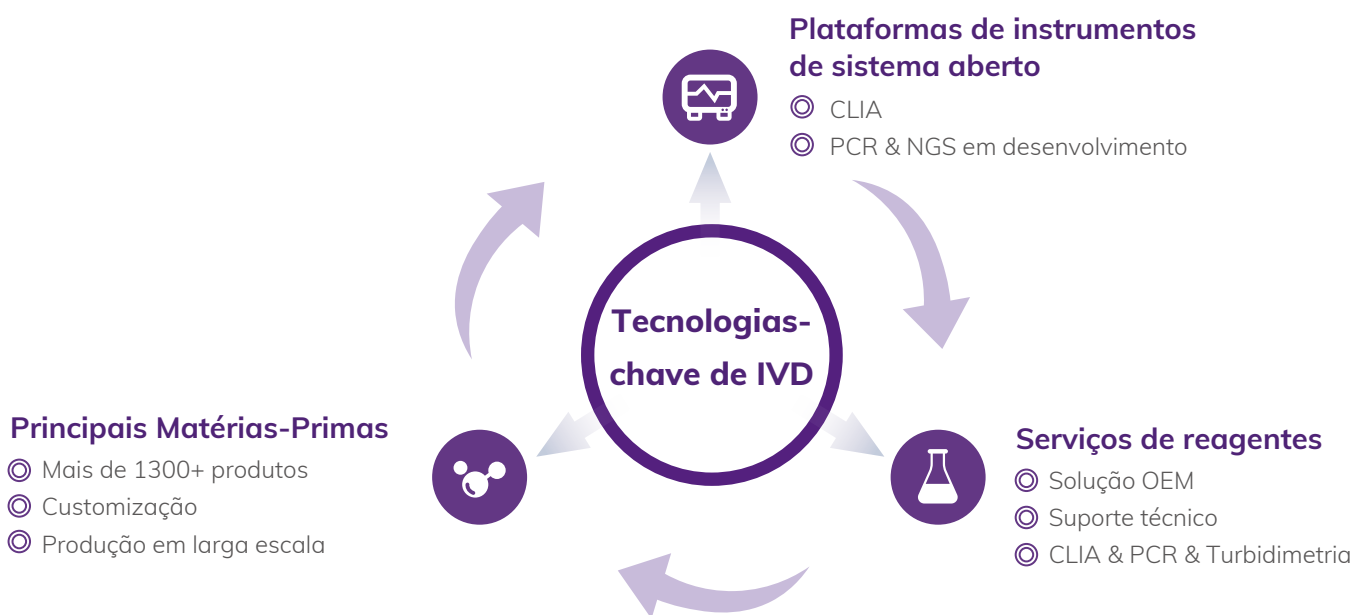 Plataformas de instrumentos
de sistema aberto
CLIA
PCR & NGS em desenvolvimento
Tecnologias-
chave de IVD
Principais Matérias-Primas
Mais de 1300+ produtos
Customização
Produção em larga escala
Serviços de reagentes
Solução OEM
Suporte técnico
CLIA & PCR & Turbidimetria